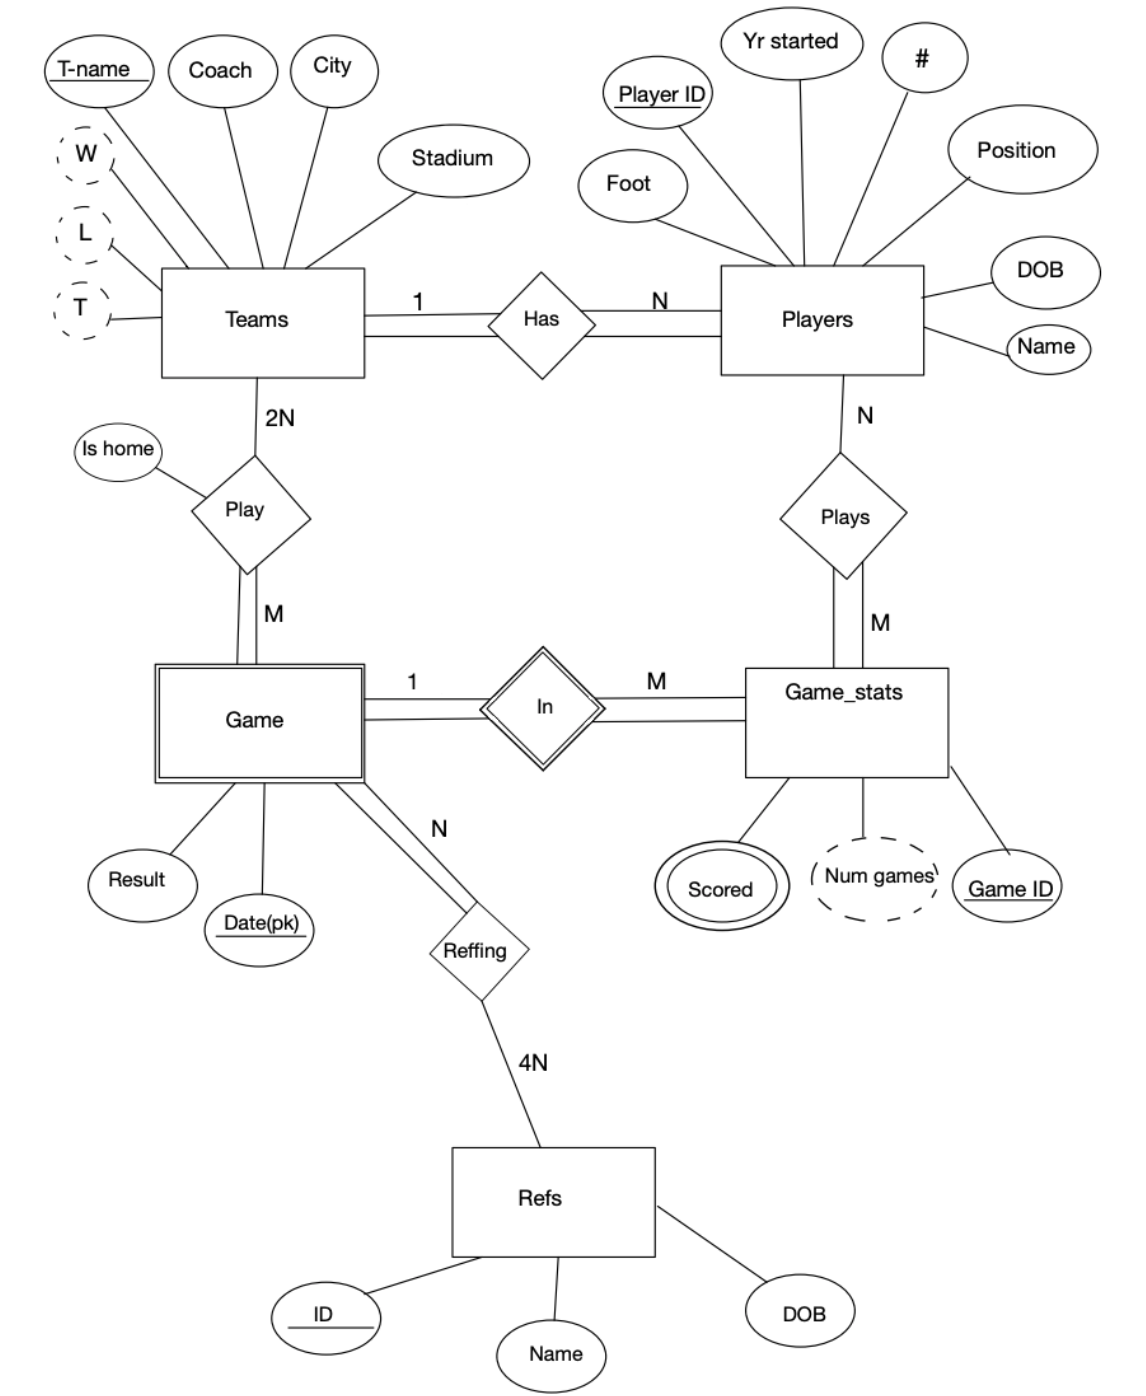 Yr started
#
T-name
Coach
City
Player ID
W
Stadium
Position
Foot
L
DOB
T
Teams
1
Has
N
Players
Name
2N
N
Is home
Play
Plays
M
M
1
In
M
Game_stats
Game
N
Result
Date(pk)
Scored
Num games
Game ID
Reffing
4N
Refs
ID
Name
DOB